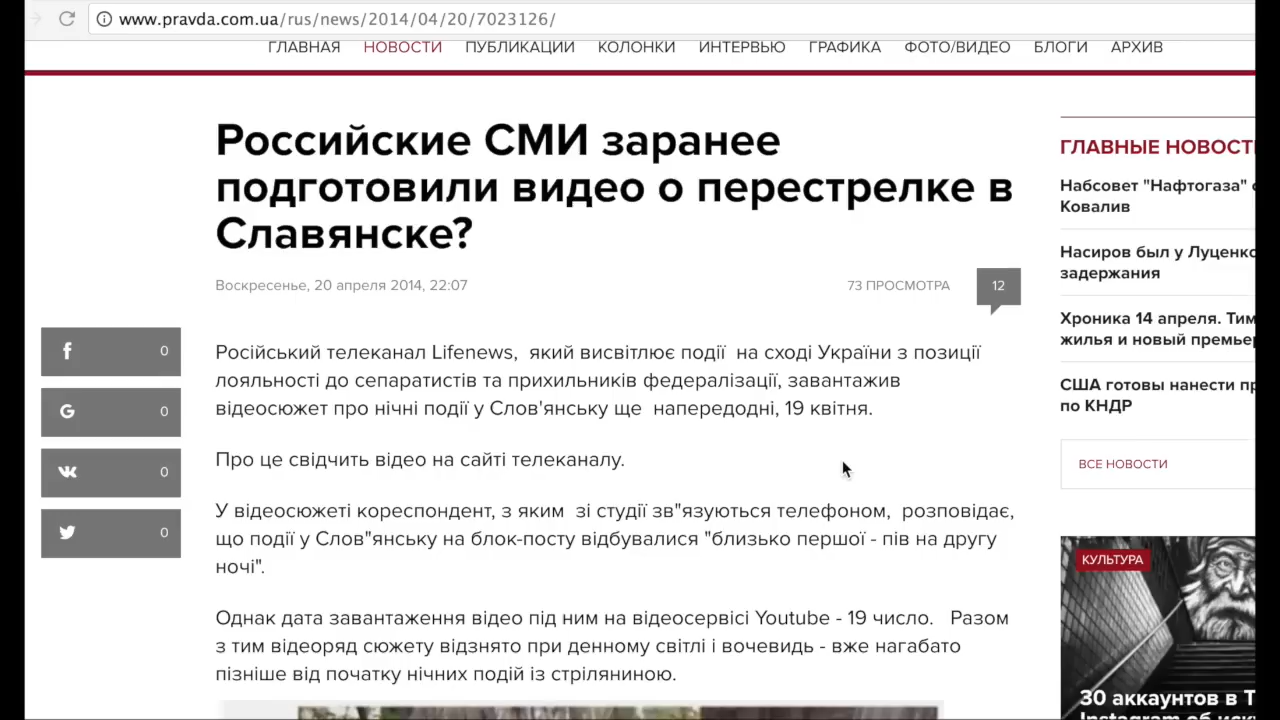 www.pravda.com.ua/rus/news/2014/04/20/7023126/
ГЛАВНАЯ НОВОСТИ ПУБЛИКАЦИИ КОЛОНКИ ИНТЕРВЬЮ ГРАФИКА ФОТО/ВИДЕО БЛОГИ АРХИВ
Российские СМИ заранее
подготовили видео о перестрелке в
Славянске?
Воскресенье, 20 апреля 2014, 22:07
73 ПРОСМОТРА
12
0
0
0
0
Російський телеканал Lifenews, який висвітлює події на сході України з позиції
лояльності до сепаратистів та прихильників федералізації, завантажив
відеосюжет про нічні події у Слов'янську ще напередодні, 19 квітня.
Про це свідчить відео на сайті телеканалу.
У відеосюжеті кореспондент, з яким зі студії зв"язуються телефоном, розповідає,
що події у Слов"янську на блок-посту відбувалися "близько першої - пів на другу
ночі".
Однак дата завантаження відео під ним на відеосервісі Youtube - 19 число. Разом
з тим відеоряд сюжету відзнято при денному світлі і вочевидь - вже нагабато
пізніше від початку нічних подій із стріляниною.
ГЛАВНЫЕ НОВОСТ
Набсовет "Нафтогаза"
Ковалив
Насиров был у Луценко
задержания
Хроника 14 апреля. Тим
жилья и новый премьер
США готовы нанести пр
по КНДР
ВСЕ НОВОСТИ
КУЛЬТУРА
30 аккаунтов в
Instagram об